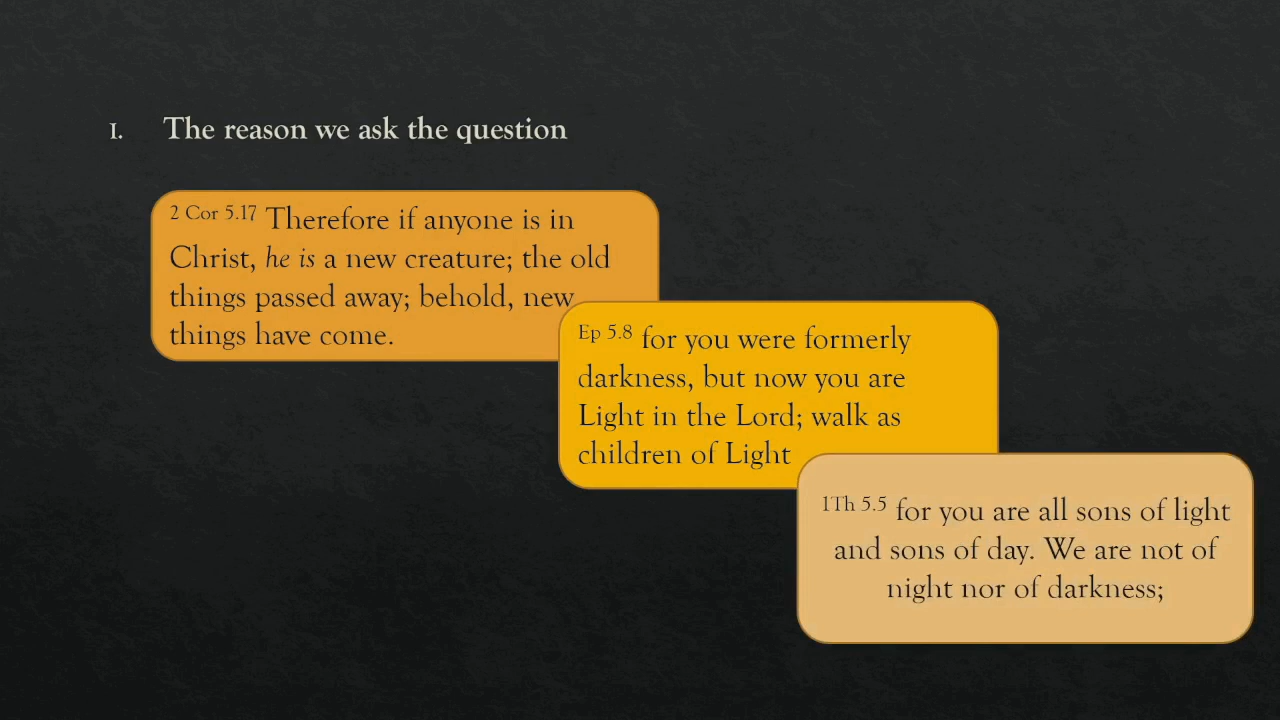 I. The reason we ask the question
2 Cor 5.17 Therefore if anyone is in
Christ, he is a new creature; the old
things passed away; behold, new
things have come.
Ep 5.8 for you were formerly
darkness, but now you are
Light in the Lord; walk as
children of Light
1Th 5.5 for you are all sons of light
and sons of day. We are not of
night nor of darkness;